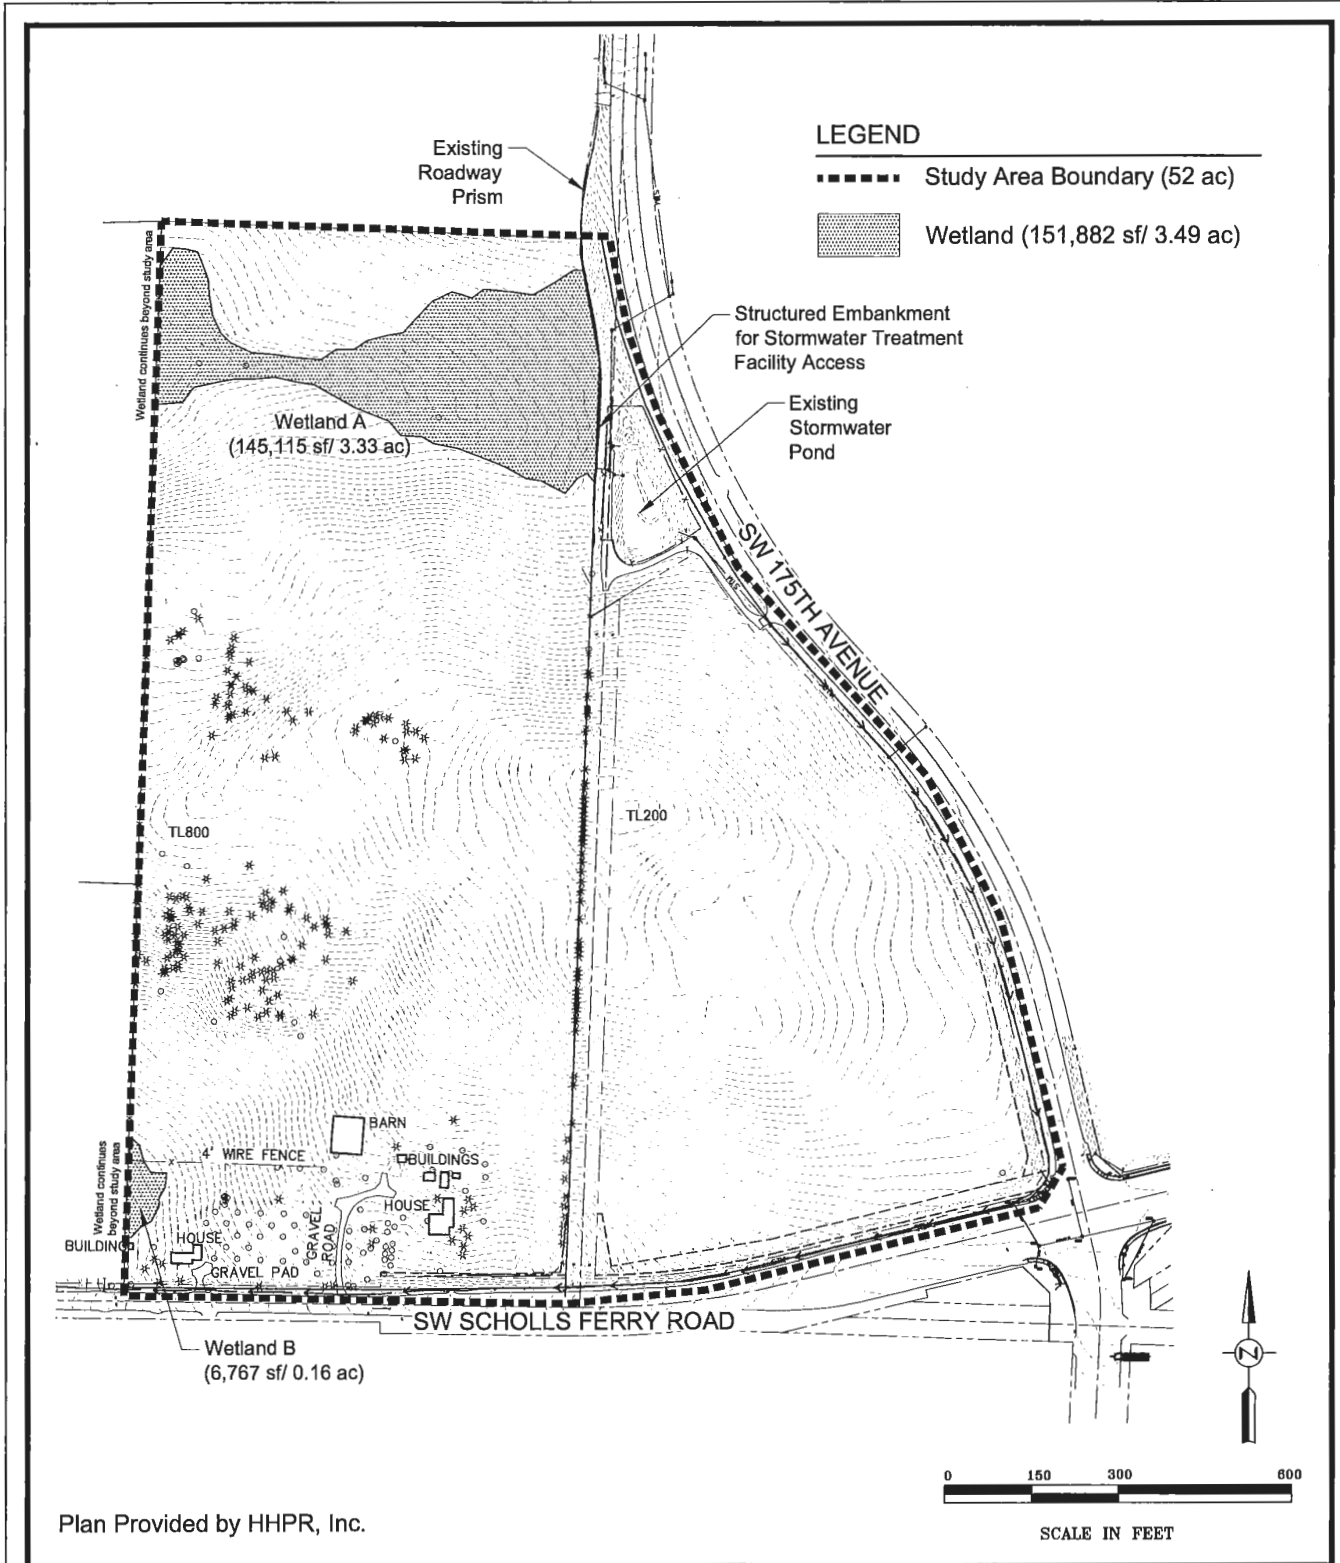 Existing
Roadway
Prism
LEGEND
Study Area Boundary (52 ac)
Wetland (151,882 sf/ 3.49 ac)
Wetland continues beyond study area
Structured Embankment
for Stormwater Treatment
Facility Access
Existing
Stormwater
Pond
Wetland A
(145,115 sf/ 3.33 ac)
SW 175TH AVENUE
TL800
TL200
BARN
4' WIRE FENCE
BUILDINGS
Wetland continues
beyond study area
HOUSE
GRAVEL
ROAD
BUILDING
HOUSE
GRAVEL PAD
SW SCHOLLS FERRY ROAD
Wetland B
(6,767 sf/ 0.16 ac)
N
0 150 300 600
SCALE IN FEET
Plan Provided by HHPR, Inc.